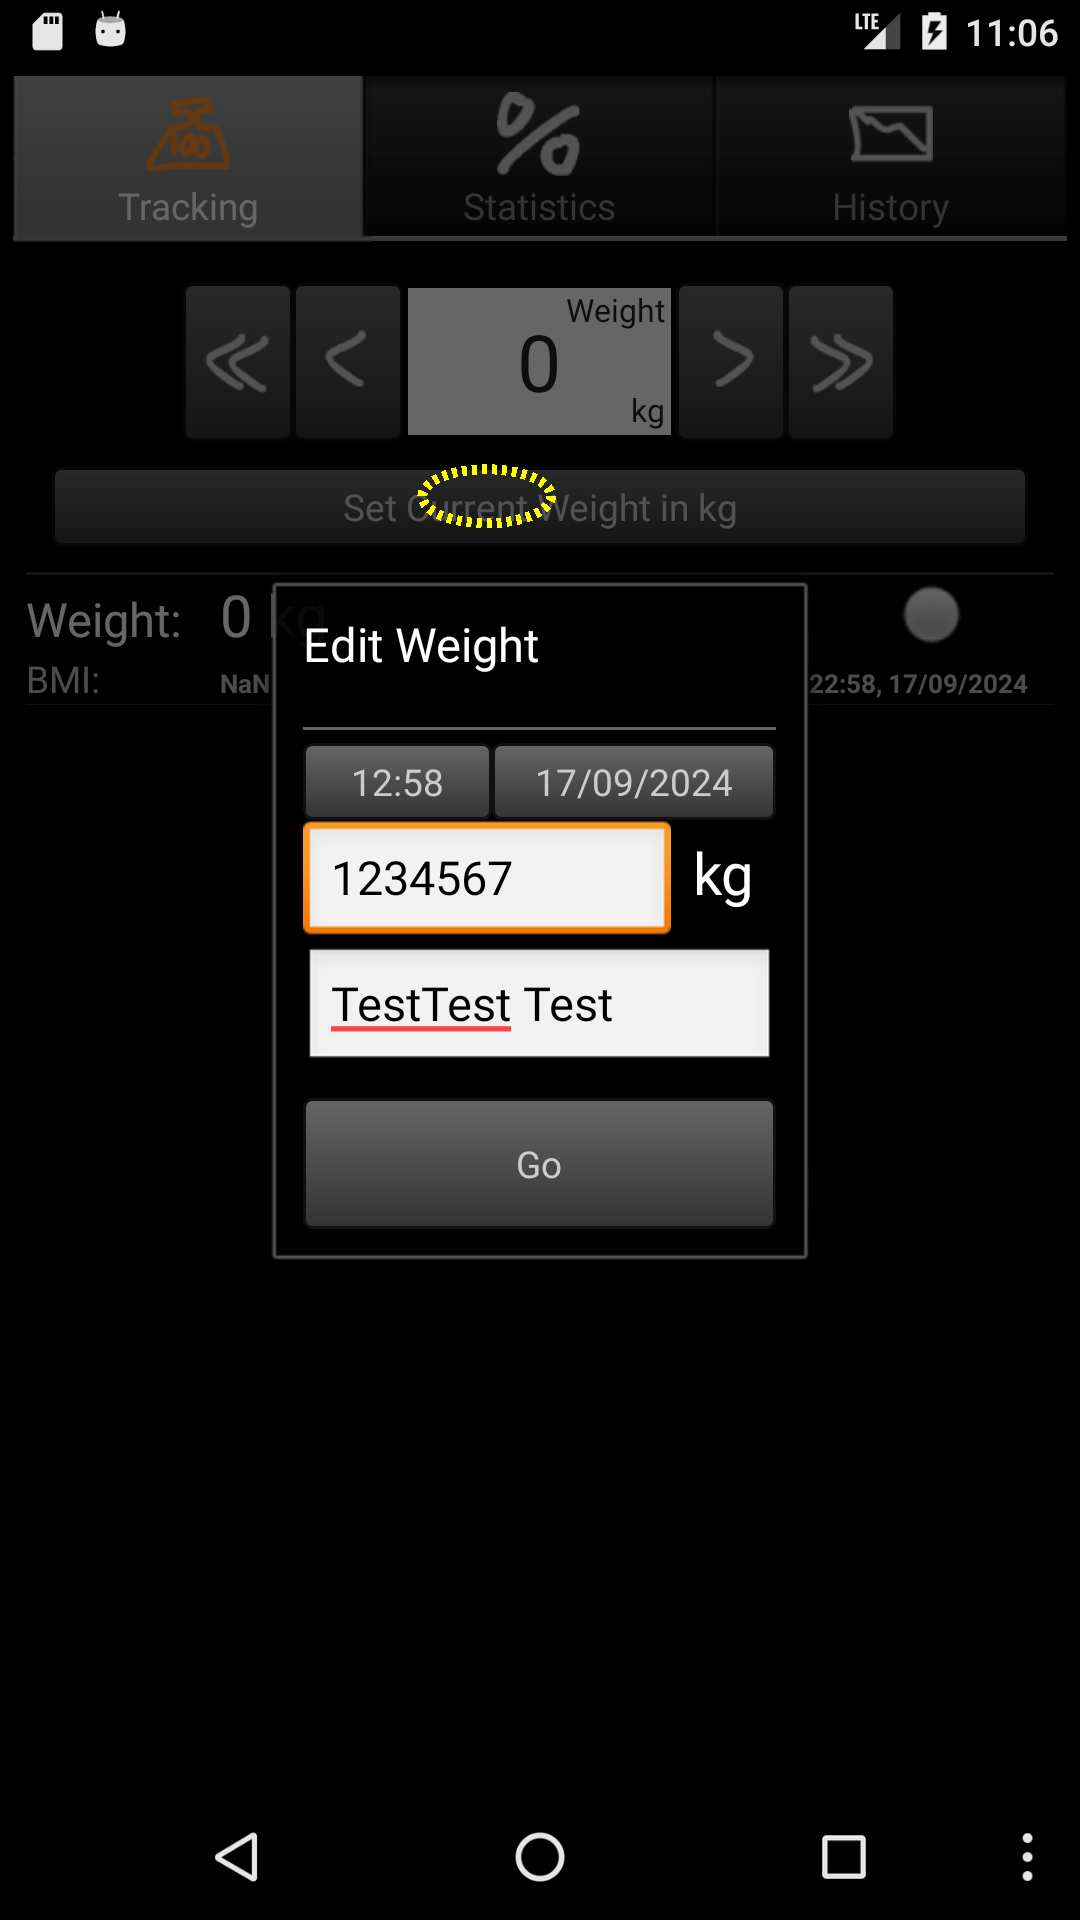 LTE 11:06
50
100
Tracking Statistics History
Weight
0
kg
Set Current Weight in kg
Weight: 0 kg
BMI: NaN 22:58, 17/09/2024
Edit Weight
12:58 17/09/2024
1234567 kg
TestTest Test
Go